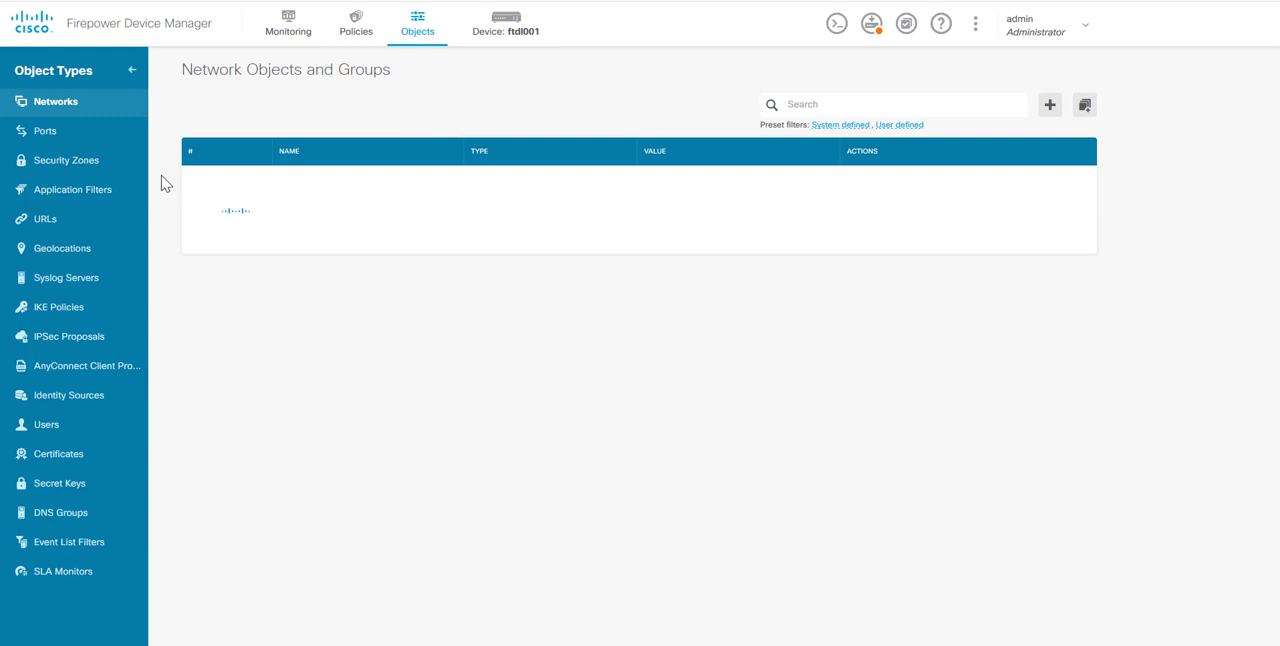 CISCO
Firepower Device Manager
Monitoring
Policies
Objects
Device: ftdl001
admin
Administrator
Object Types
Networks
Ports
Security Zones
Application Filters
URLs
Geolocations
Syslog Servers
IKE Policies
IPSec Proposals
AnyConnect Client Pro...
Identity Sources
Users
Certificates
Secret Keys
DNS Groups
Event List Filters
SLA Monitors
Network Objects and Groups
Search
Preset filters: System defined, User defined
# NAME TYPE VALUE ACTIONS